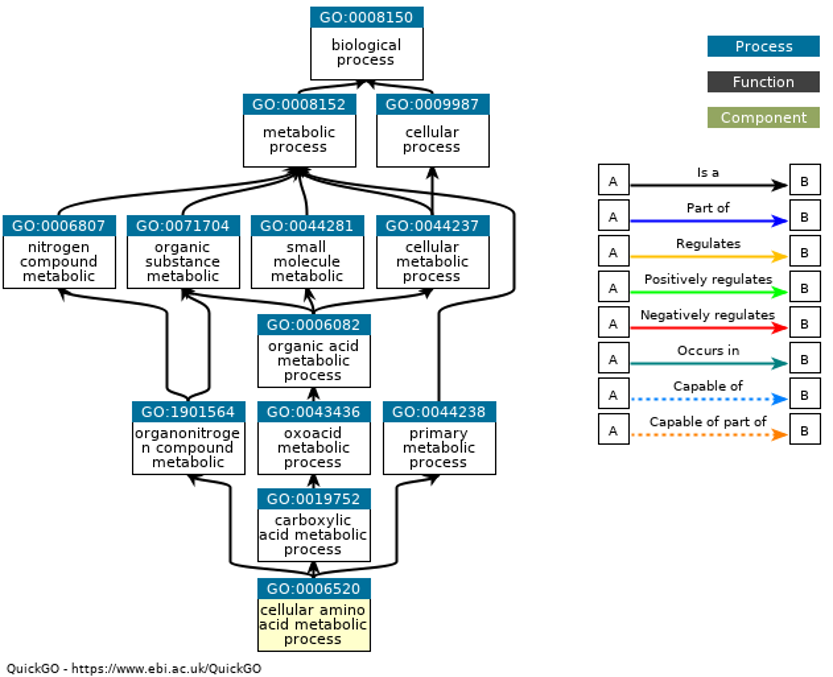 GO:0008150
biological
process
GO:0008152
metabolic
process
GO:0009987
cellular
process
GO:0006807
nitrogen
compound
metabolic
GO:0071704
organic
substance
metabolic
GO:0044281
small
molecule
metabolic
GO:0044237
cellular
metabolic
process
GO:0006082
organic acid
metabolic
process
GO:1901564
organonitroge
n compound
metabolic
GO:0043436
oxoacid
metabolic
process
GO:0044238
primary
metabolic
process
GO:0019752
carboxylic
acid metabolic
process
GO:0006520
cellular amino
acid metabolic
process
Process
Function
Component
A Is a B
A Part of B
A Regulates B
A Positively regulates B
A Negatively regulates B
A Occurs in B
A Capable of B
A Capable of part of B
QuickGO - https://www.ebi.ac.uk/QuickGO